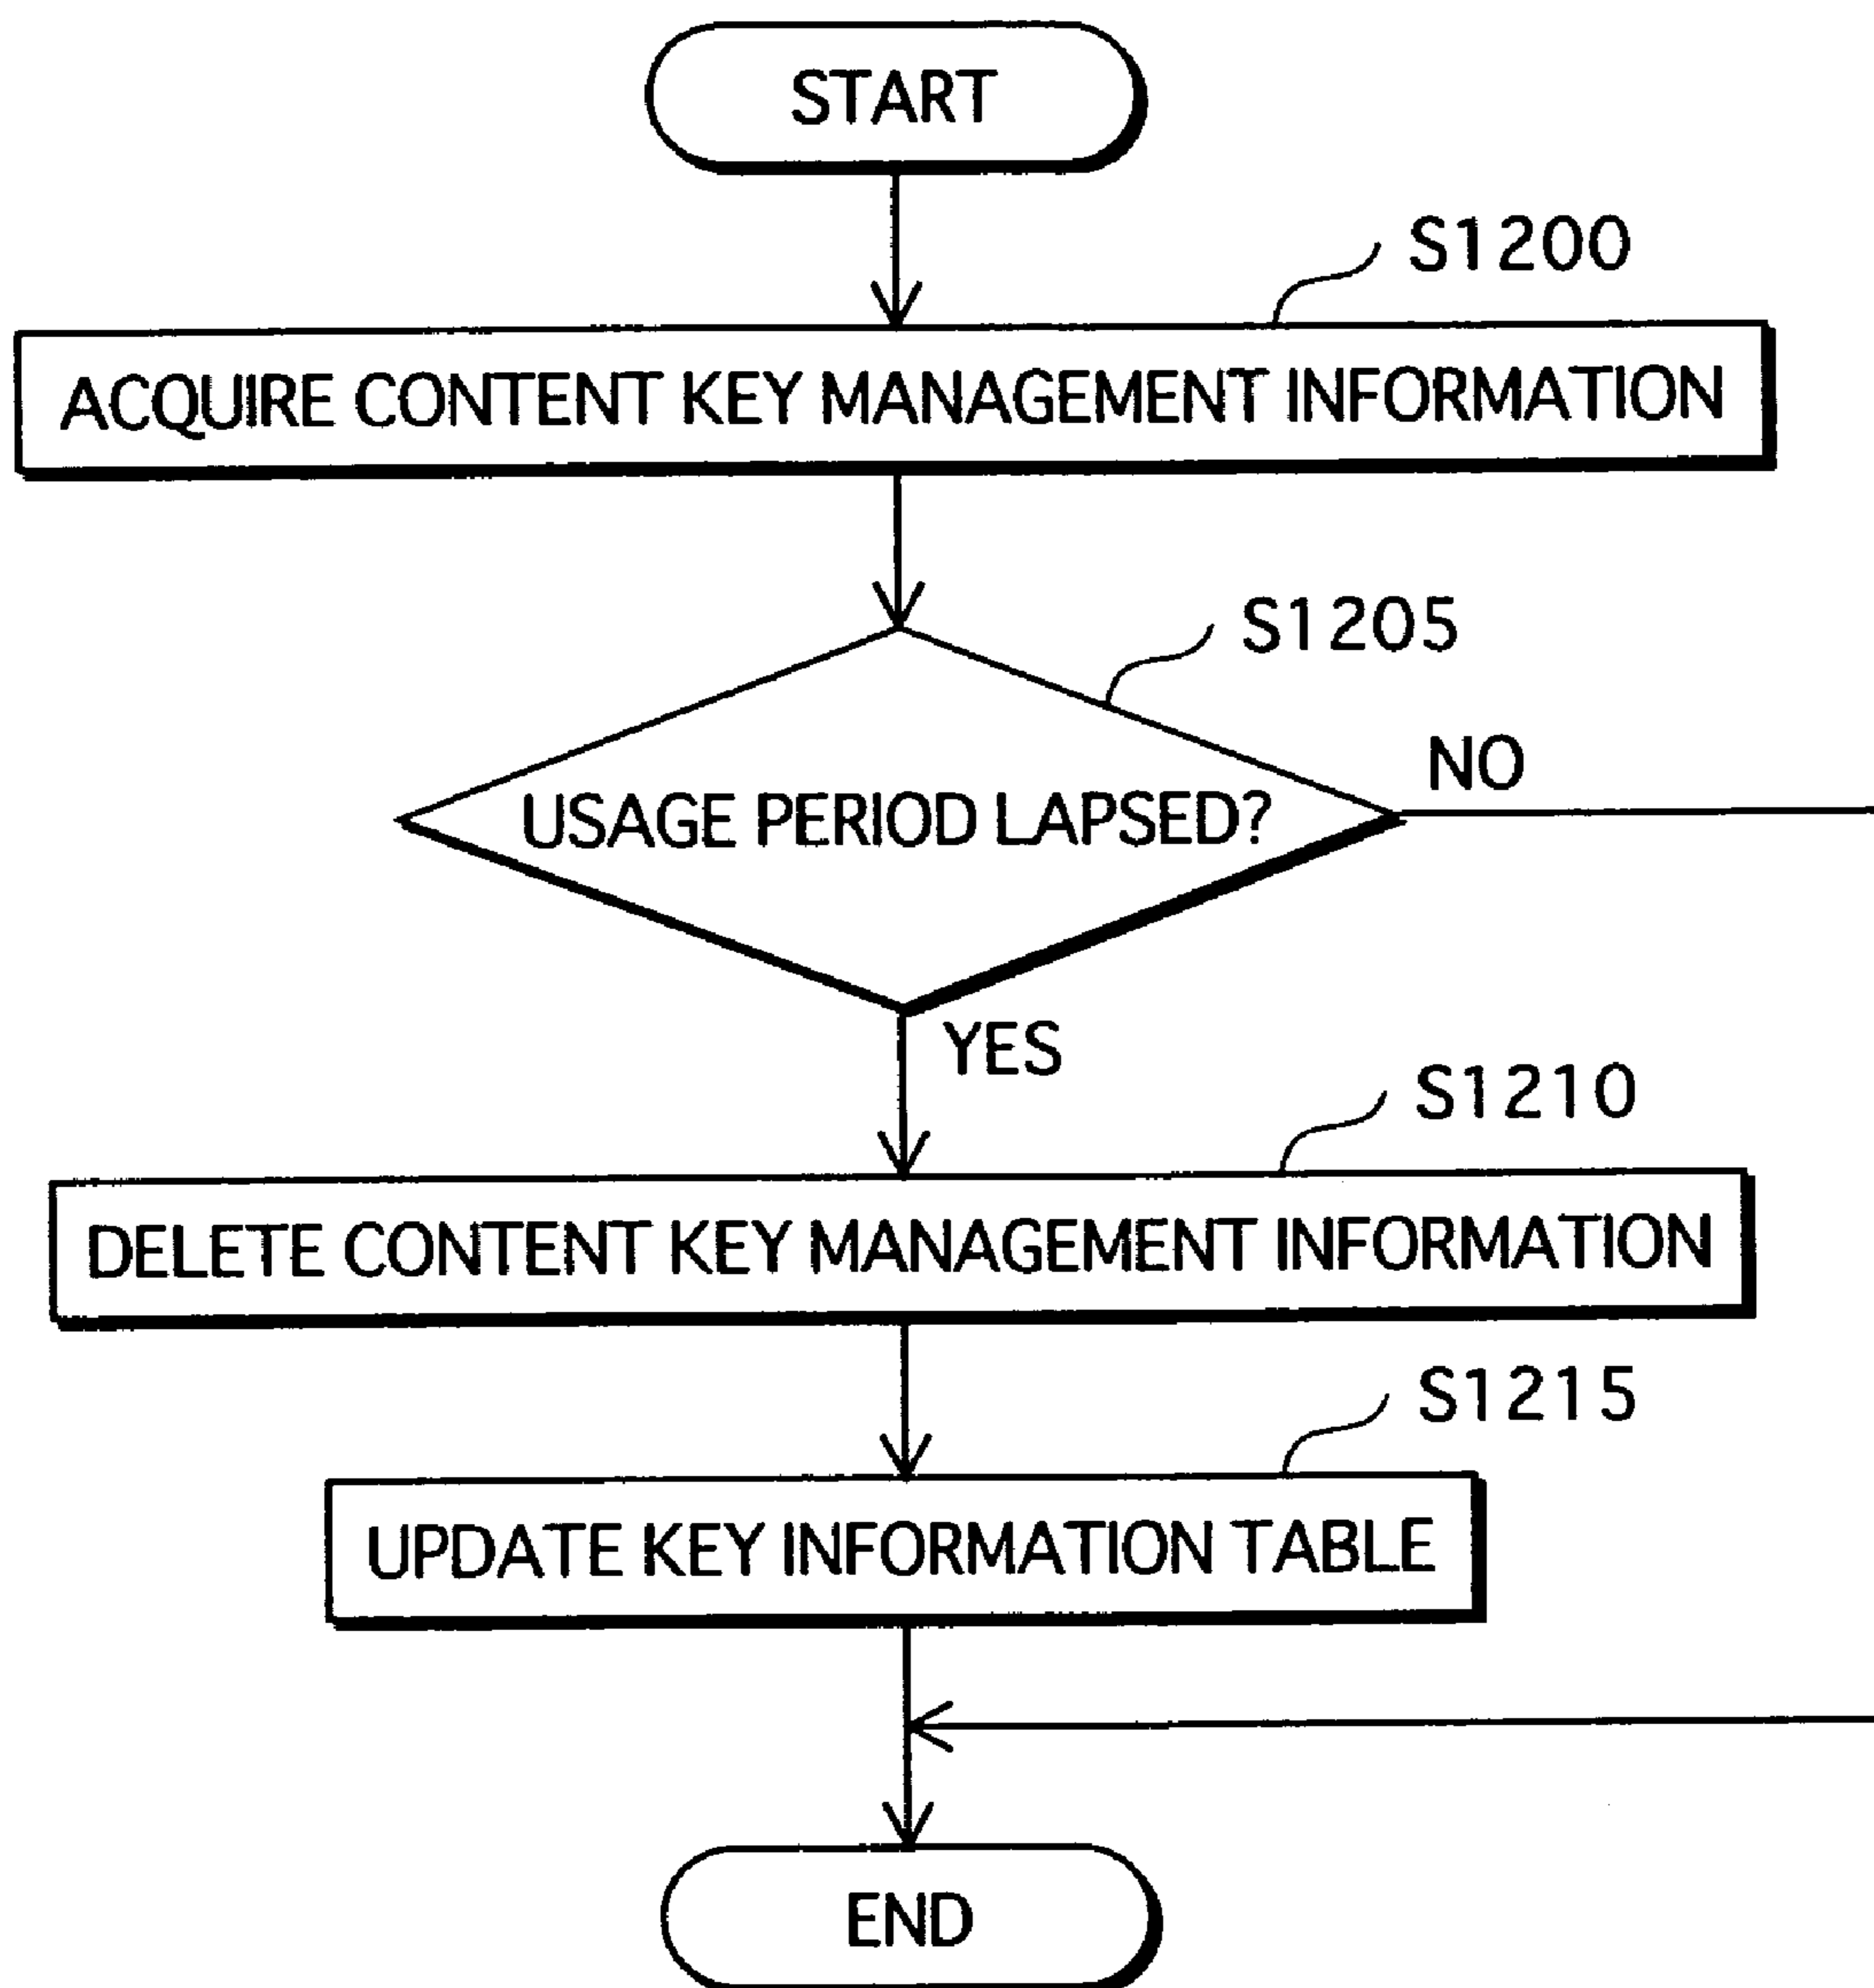 START
S1200
ACQUIRE CONTENT KEY MANAGEMENT INFORMATION
S1205
NO
USAGE PERIOD LAPSED?
YES
S1210
DELETE CONTENT KEY MANAGEMENT INFORMATION
S1215
UPDATE KEY INFORMATION TABLE
END